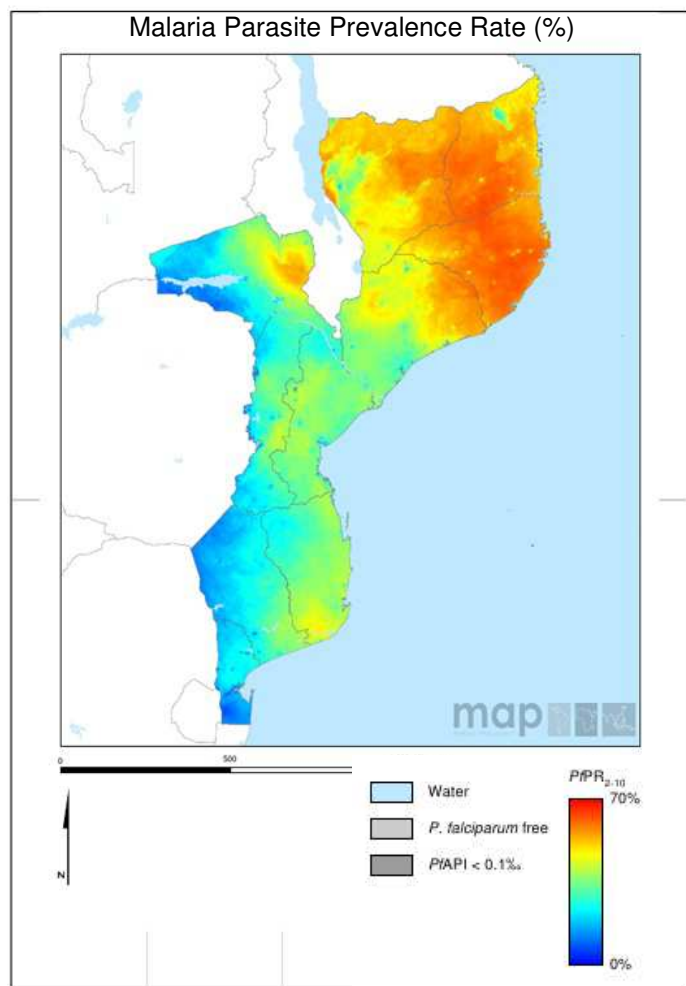 Malaria Parasite Prevalence Rate (%)
map
0 500
Water
P. falciparum free
PfAPI < 0.1‰
N
PfPR2-10
70%
0%